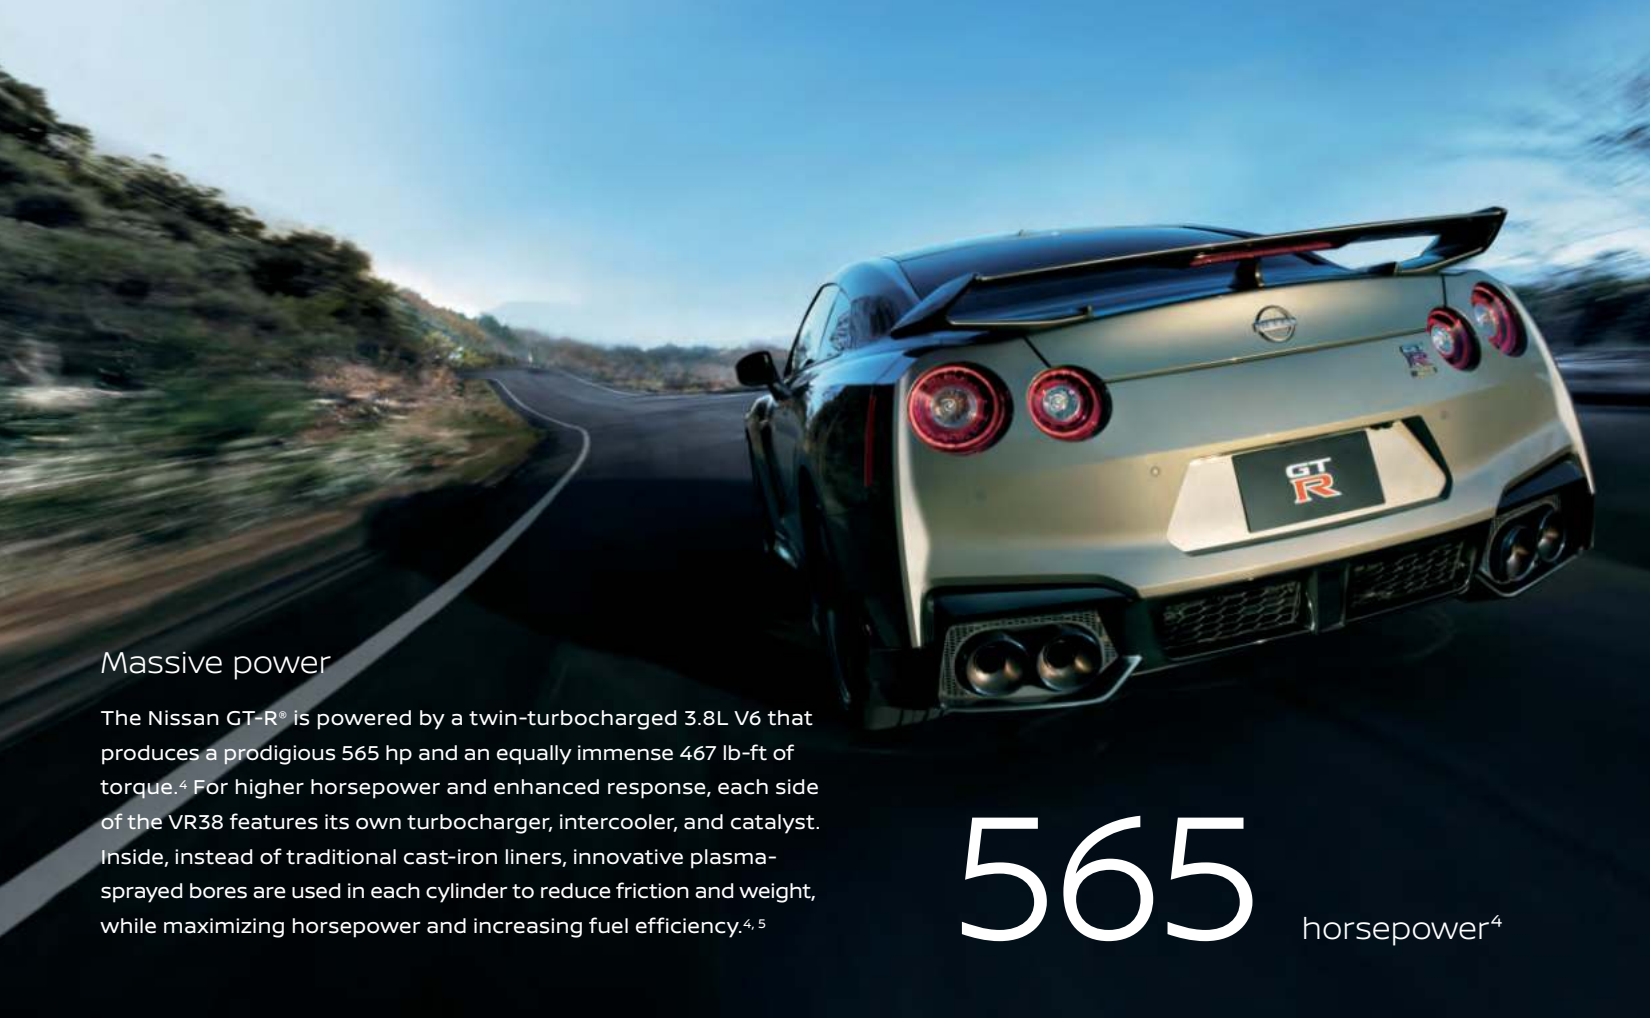 NISSAN
GT
R
GT
R
Massive power
The Nissan GT-R® is powered by a twin-turbocharged 3.8L V6 that
produces a prodigious 565 hp and an equally immense 467 lb-ft of
torque.⁴ For higher horsepower and enhanced response, each side
of the VR38 features its own turbocharger, intercooler, and catalyst.
Inside, instead of traditional cast-iron liners, innovative plasma-
sprayed bores are used in each cylinder to reduce friction and weight,
while maximizing horsepower and increasing fuel efficiency.⁴,⁵
565
horsepower⁴